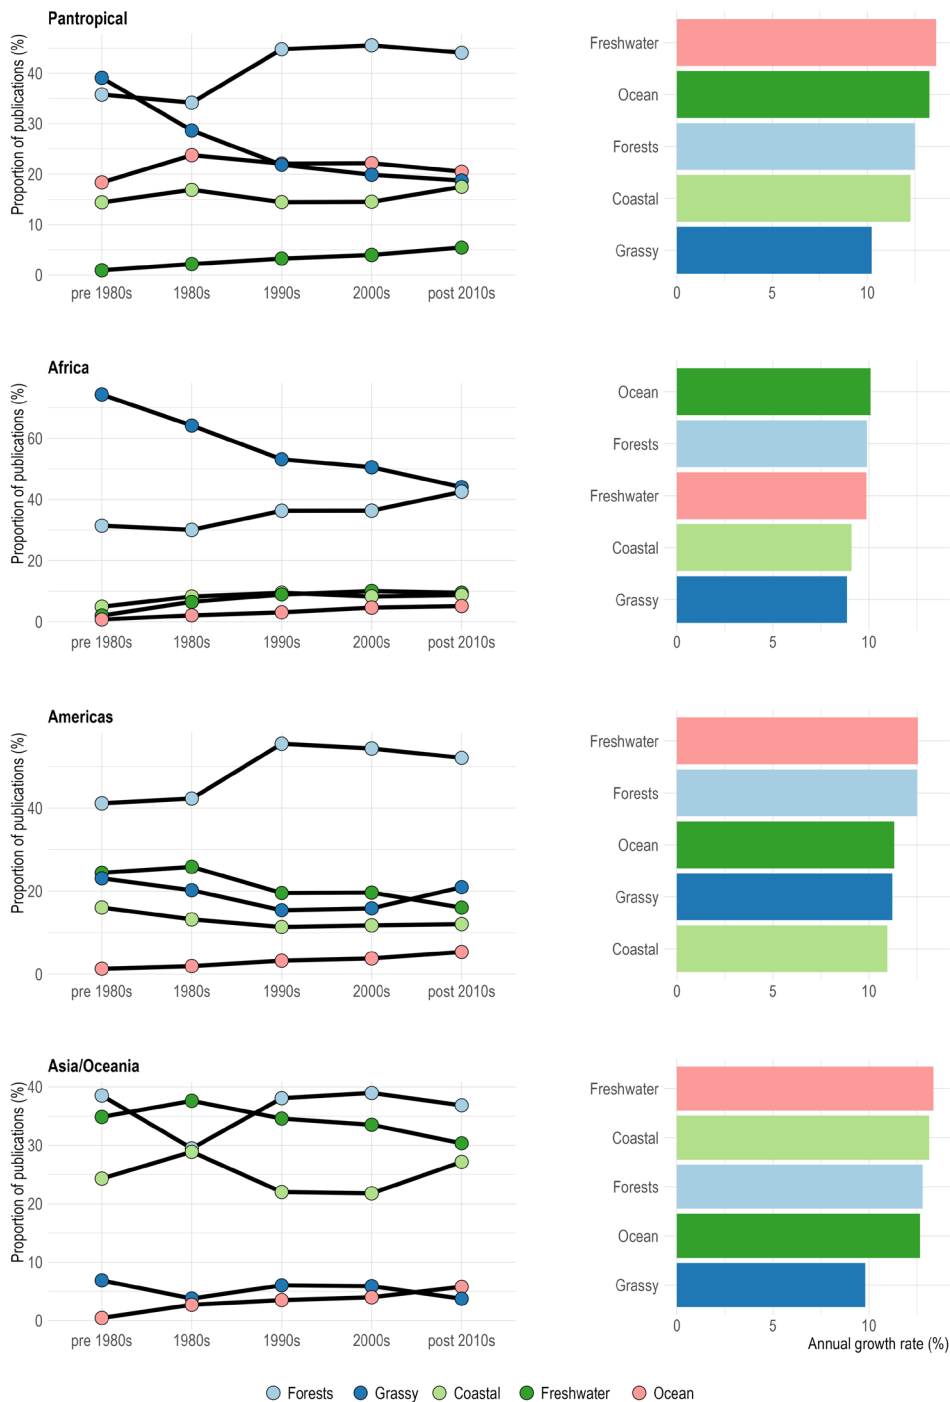 Pantropical
Proportion of publications (%)
40
30
20
10
0
pre 1980s 1980s 1990s 2000s post 2010s
Freshwater
Ocean
Forests
Coastal
Grassy
0 5 10
Africa
Proportion of publications (%)
60
40
20
0
pre 1980s 1980s 1990s 2000s post 2010s
Ocean
Forests
Freshwater
Coastal
Grassy
0 10
Americas
Proportion of publications (%)
40
20
0
pre 1980s 1980s 1990s 2000s post 2010s
Freshwater
Forests
Ocean
Grassy
Coastal
0 5 10
Asia/Oceania
Proportion of publications (%)
40
30
20
10
0
pre 1980s 1980s 1990s 2000s post 2010s
Freshwater
Coastal
Forests
Ocean
Grassy
0 5 10
Annual growth rate (%)
Forests Grassy Coastal Freshwater Ocean